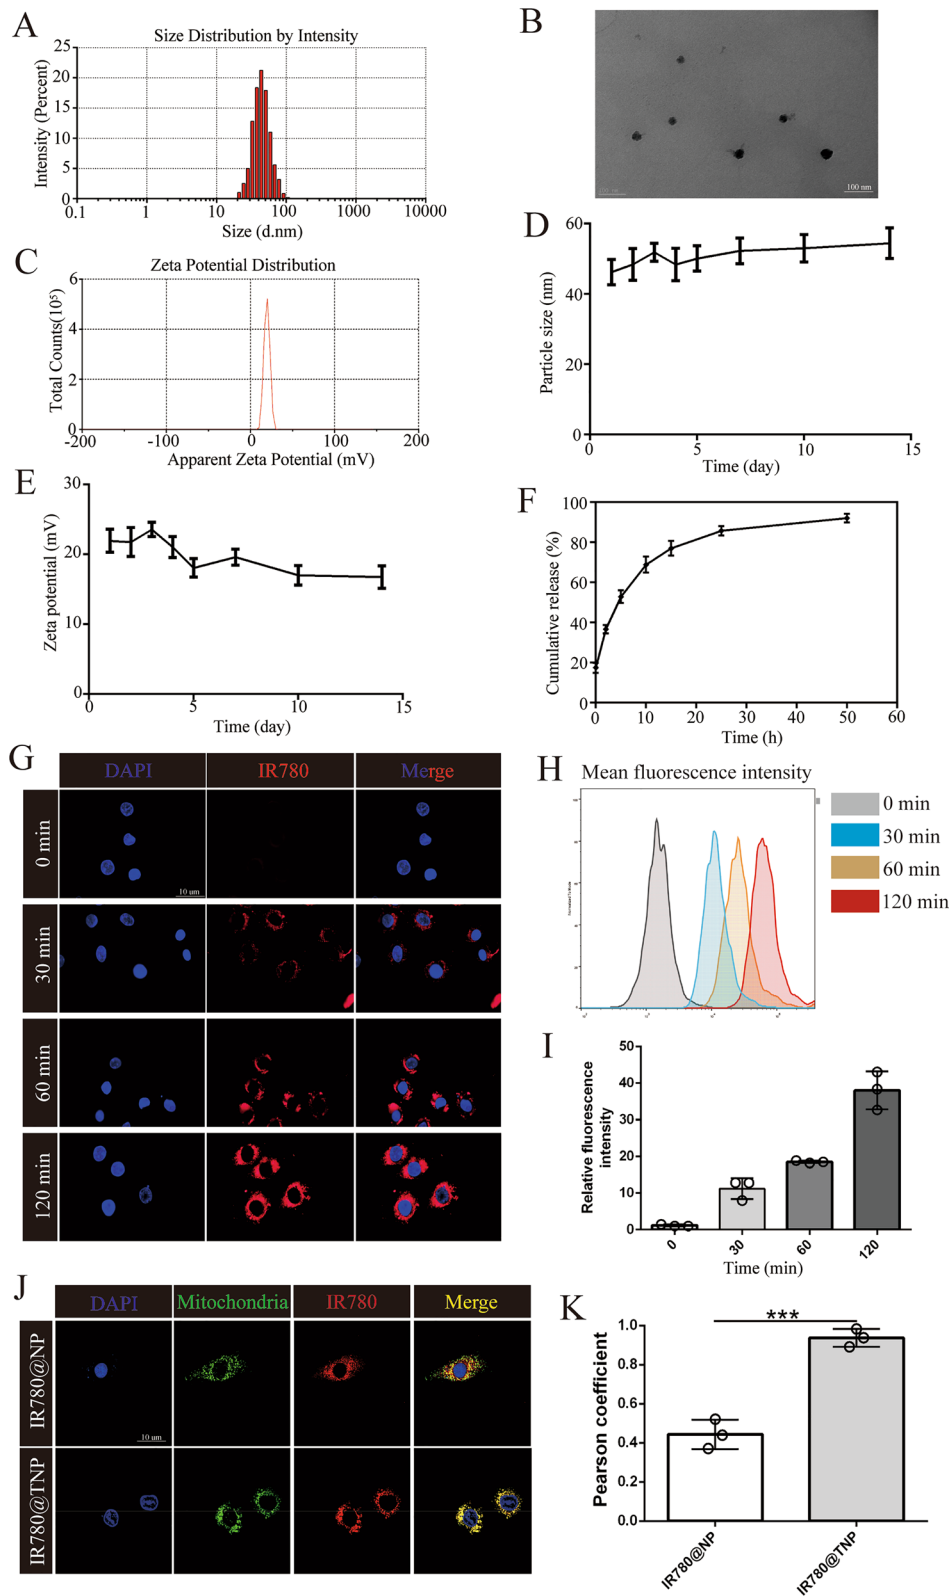 A
Size Distribution by Intensity
Intensity (Percent)
25
20
15
10
5
0
0.1
1
10
100
1000
10000
Size (d.nm)
B
100 nm
C
Zeta Potential Distribution
Total Counts(10⁵)
6
4
2
-200
-100
0
100
200
Apparent Zeta Potential (mV)
D
Particle size (nm)
60
40
20
0
0
5
10
15
Time (day)
E
Zeta potential (mV)
30
20
10
0
0
5
10
15
Time (day)
F
Cumulative release (%)
100
80
60
40
20
0
0
10
20
30
40
50
60
Time (h)
G
DAPI
IR780
Merge
0 min
10 um
30 min
60 min
120 min
H
Mean fluorescence intensity
0 min
30 min
60 min
120 min
I
Relative fluorescence
intensity
50
40
30
20
10
0
0
30
60
120
Time (min)
J
DAPI
Mitochondria
IR780
Merge
IR780@NP
10 um
IR780@TNP
K
Pearson coefficient
1.0
0.8
0.6
0.4
0.2
0.0
***
IR780@NP
IR780@TNP